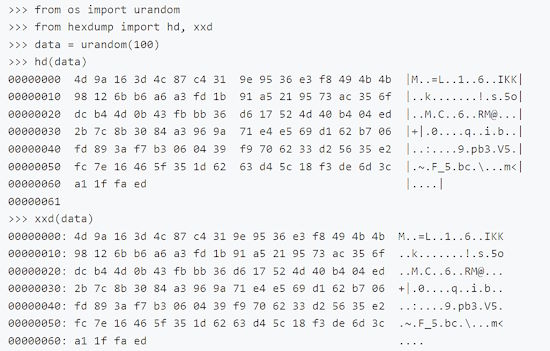 >>> from os import urandom
>>> from hexdump import hd, xxd
>>> data = urandom(100)
>>> hd(data)
00000000  4d 9a 16 3d 4c 87 c4 31  9e 95 36 e3 f8 49 4b 4b  |M..=L..1..6..IKK|
00000010  98 12 6b b6 a6 a3 fd 1b  91 a5 21 95 73 ac 35 6f  |..k.......!.s.5o|
00000020  dc b4 4d 0b 43 fb bb 36  d6 17 52 4d 40 b4 04 ed  |..M.C..6..RM@...|
00000030  2b 7c 8b 30 84 a3 96 9a  71 e4 e5 69 d1 62 b7 06  |+|.0....q..i.b..|
00000040  fd 89 3a f7 b3 06 04 39  f9 70 62 33 d2 56 35 e2  |..:....9.pb3.V5.|
00000050  fc 7e 16 46 5f 35 1d 62  63 d4 5c 18 f3 de 6d 3c  |.~.F_5.bc.\...m<|
00000060  a1 1f fa ed                                       |....|
00000061
>>> xxd(data)
00000000: 4d 9a 16 3d 4c 87 c4 31 9e 95 36 e3 f8 49 4b 4b  M..=L..1..6..IKK
00000010: 98 12 6b b6 a6 a3 fd 1b 91 a5 21 95 73 ac 35 6f  ..k.......!.s.5o
00000020: dc b4 4d 0b 43 fb bb 36 d6 17 52 4d 40 b4 04 ed  ..M.C..6..RM@...
00000030: 2b 7c 8b 30 84 a3 96 9a 71 e4 e5 69 d1 62 b7 06  +|.0....q..i.b..
00000040: fd 89 3a f7 b3 06 04 39 f9 70 62 33 d2 56 35 e2  ..:....9.pb3.V5.
00000050: fc 7e 16 46 5f 35 1d 62 63 d4 5c 18 f3 de 6d 3c  .~.F_5.bc.\...m<
00000060: a1 1f fa ed                                      ....